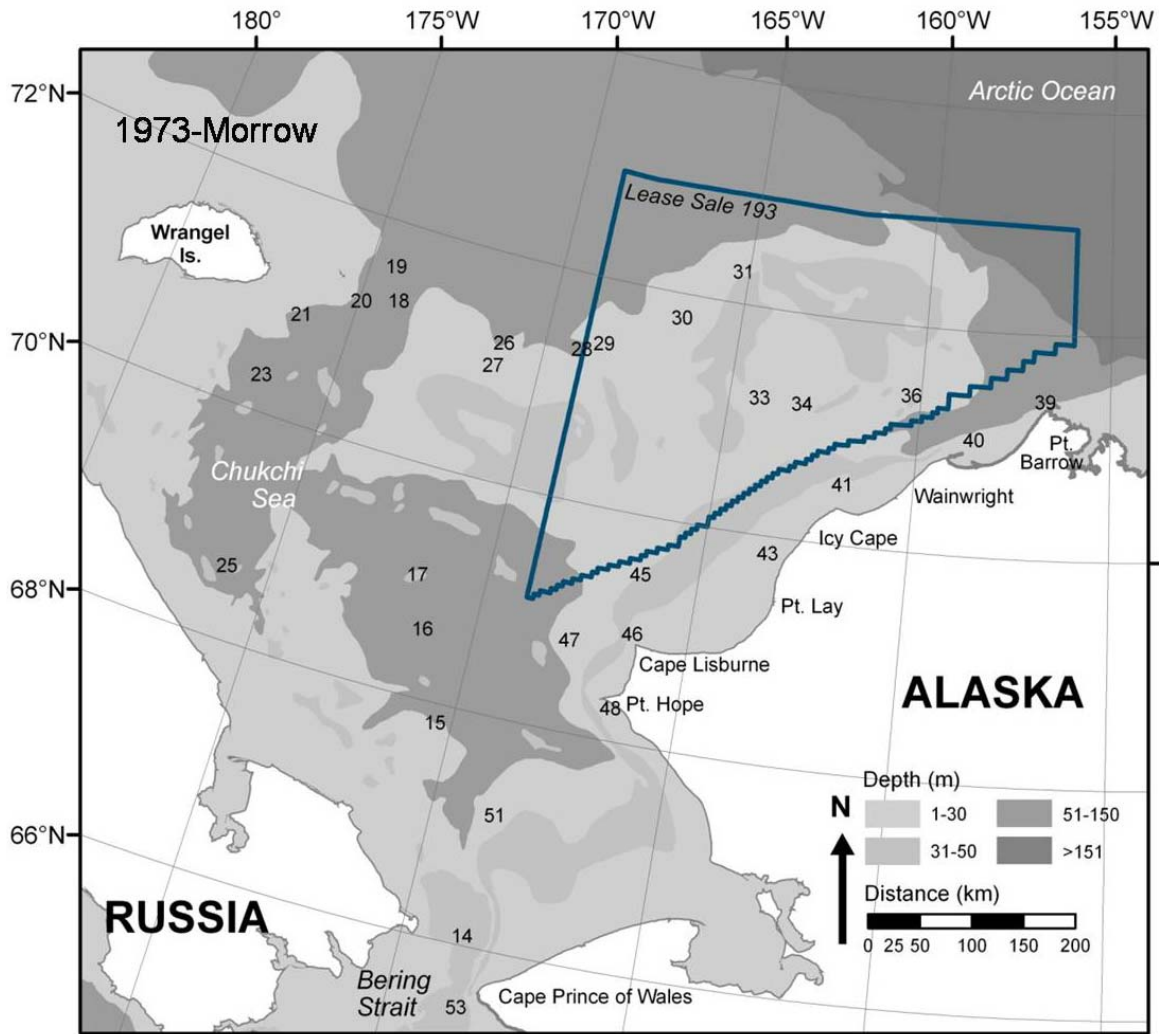 180° 175°W 170°W 165°W 160°W 155°W
72°N
Arctic Ocean
1973-Morrow
Lease Sale 193
Wrangel
Is.
19
31
20 18
21
30
70°N
26
28 29
27
23
33 34 36
39
40
Pt.
Barrow
Chukchi
Sea
41
Wainwright
Icy Cape
43
25
17
45
68°N
Pt. Lay
16
47
46
Cape Lisburne
ALASKA
48
Pt. Hope
15
Depth (m)
N
1-30 51-150
51
66°N
31-50 >151
Distance (km)
0 25 50 100 150 200
RUSSIA
14
Bering
Strait
Cape Prince of Wales
53